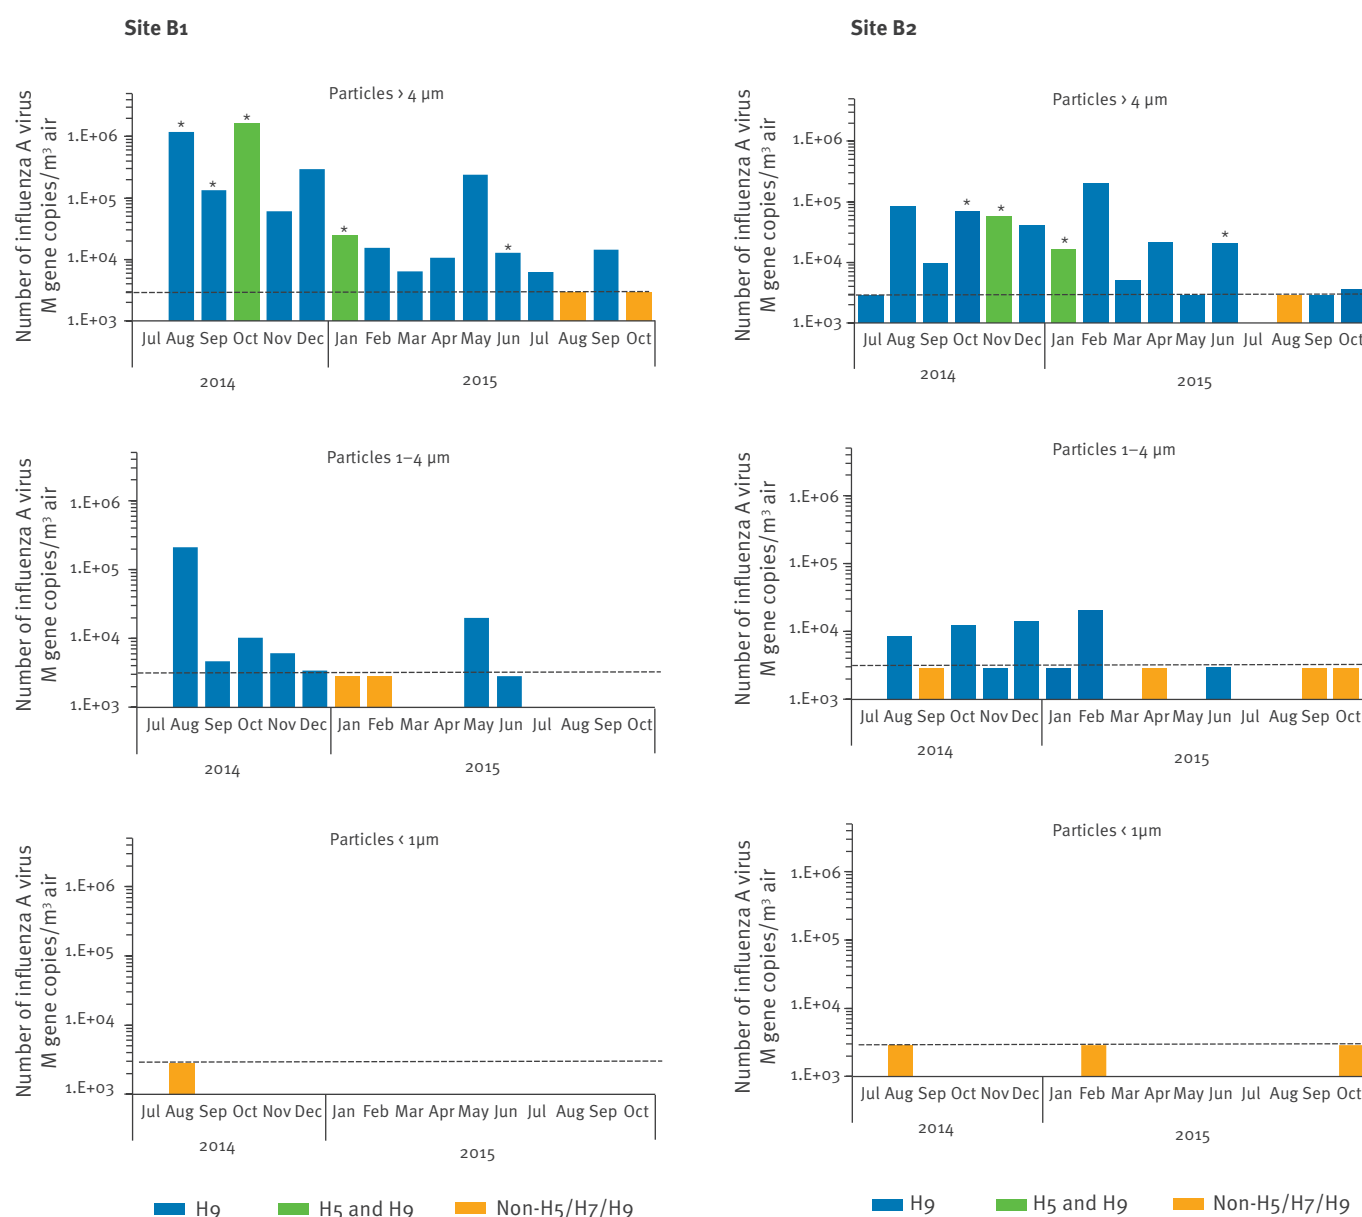 Site B1
Particles > 4 µm
Number of influenza A virus
M gene copies/m³ air
1.E+06
1.E+05
1.E+04
1.E+03
* * * * *
Jul Aug Sep Oct Nov Dec Jan Feb Mar Apr May Jun Jul Aug Sep Oct
2014 2015
Particles 1–4 µm
Number of influenza A virus
M gene copies/m³ air
1.E+06
1.E+05
1.E+04
1.E+03
Jul Aug Sep Oct Nov Dec Jan Feb Mar Apr May Jun Jul Aug Sep Oct
2014 2015
Particles < 1µm
Number of influenza A virus
M gene copies/m³ air
1.E+06
1.E+05
1.E+04
1.E+03
Jul Aug Sep Oct Nov Dec Jan Feb Mar Apr May Jun Jul Aug Sep Oct
2014 2015
H9 H5 and H9 Non-H5/H7/H9
Site B2
Particles > 4 µm
Number of influenza A virus
M gene copies/m³ air
1.E+06
1.E+05
1.E+04
1.E+03
* * * *
Jul Aug Sep Oct Nov Dec Jan Feb Mar Apr May Jun Jul Aug Sep Oct
2014 2015
Particles 1–4 µm
Number of influenza A virus
M gene copies/m³ air
1.E+06
1.E+05
1.E+04
1.E+03
Jul Aug Sep Oct Nov Dec Jan Feb Mar Apr May Jun Jul Aug Sep Oct
2014 2015
Particles < 1µm
Number of influenza A virus
M gene copies/m³ air
1.E+06
1.E+05
1.E+04
1.E+03
Jul Aug Sep Oct Nov Dec Jan Feb Mar Apr May Jun Jul Aug Sep Oct
2014 2015
H9 H5 and H9 Non-H5/H7/H9